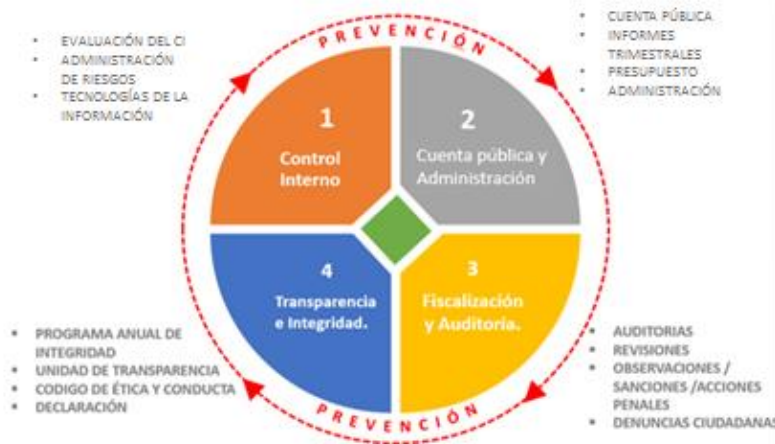 PREVENCIÓN
• EVALUACIÓN DEL CI
• ADMINISTRACIÓN
DE RIESGOS
• TECNOLOGÍAS DE LA
INFORMACIÓN
• CUENTA PÚBLICA
• INFORMES
TRIMESTRALES
• PRESUPUESTO
• ADMINISTRACIÓN
1
Control
Interno
2
Cuenta pública y
Administración
4
Transparencia
e Integridad.
3
Fiscalización
y Auditoria.
▪ PROGRAMA ANUAL DE
INTEGRIDAD
▪ UNIDAD DE TRANSPARENCIA
▪ CODIGO DE ÉTICA Y CONDUCTA
▪ DECLARACIÓN
▪ AUDITORIAS
▪ REVISIONES
▪ OBSERVACIONES /
SANCIONES /ACCIONES
PENALES
▪ DENUNCIAS CIUDADANAS
PREVENCIÓN